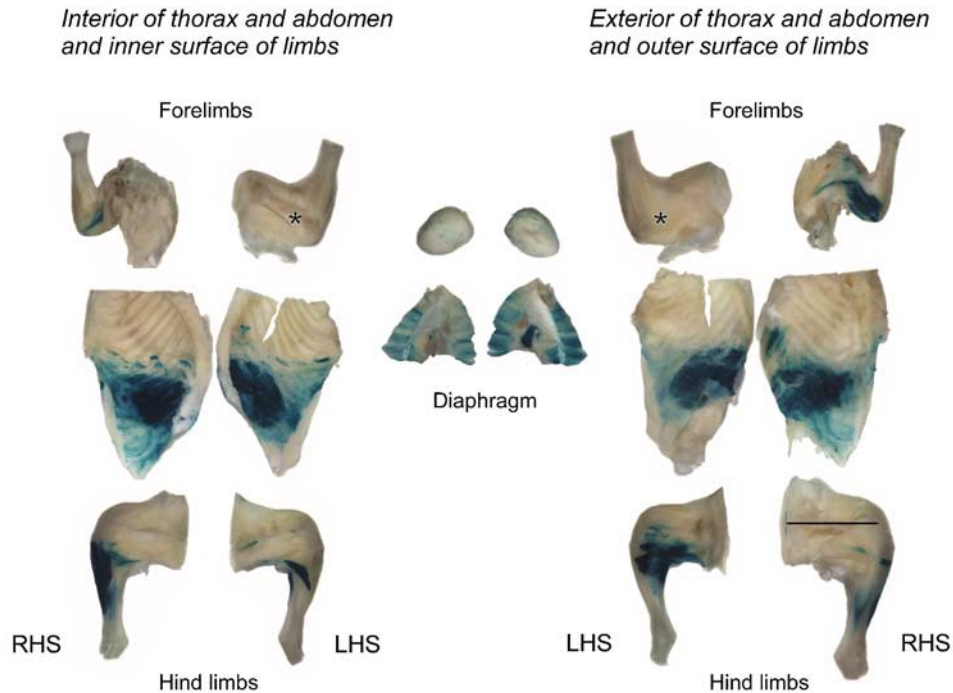 Interior of thorax and abdomen
and inner surface of limbs
Exterior of thorax and abdomen
and outer surface of limbs
Forelimbs
Forelimbs
*
*
Diaphragm
RHS
LHS
LHS
RHS
Hind limbs
Hind limbs